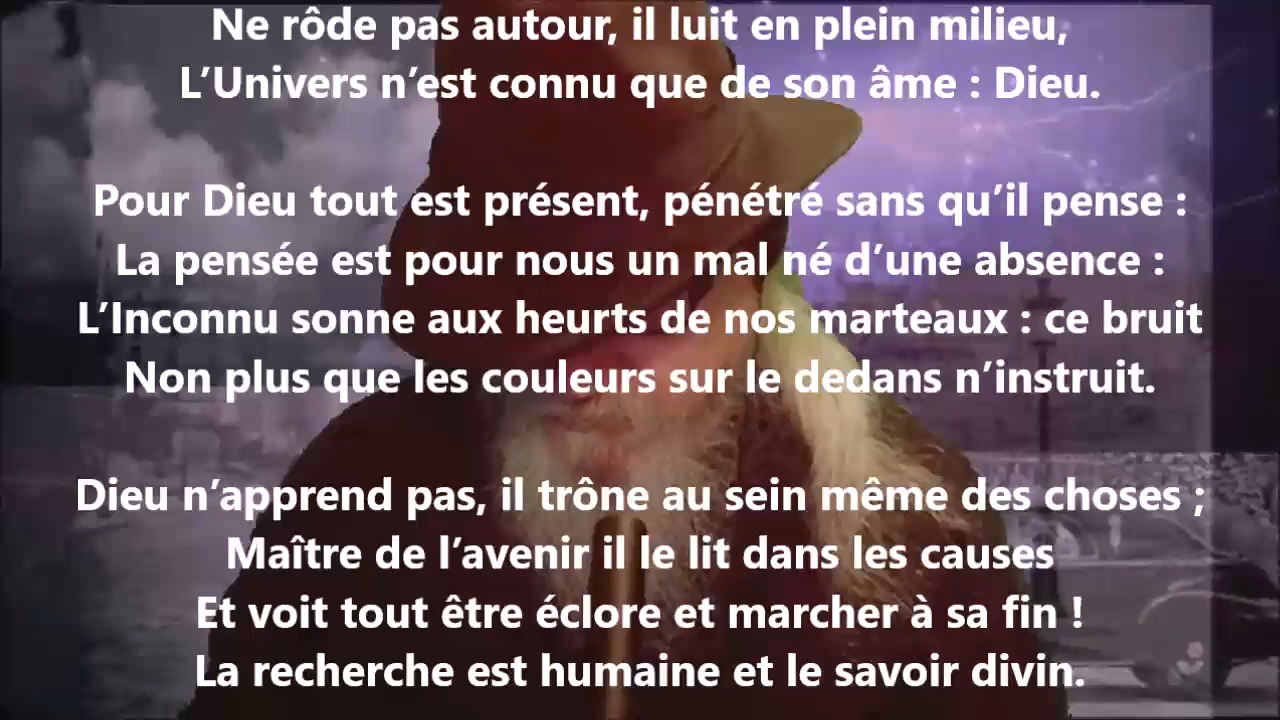 Ne rôde pas autour, il luit en plein milieu,
L’Univers n’est connu que de son âme : Dieu.
Pour Dieu tout est présent, pénétré sans qu’il pense :
La pensée est pour nous un mal né d’une absence :
L’Inconnu sonne aux heurts de nos marteaux : ce bruit
Non plus que les couleurs sur le dedans n’instruit.
Dieu n’apprend pas, il trône au sein même des choses ;
Maître de l’avenir il le lit dans les causes
Et voit tout être éclore et marcher à sa fin !
La recherche est humaine et le savoir divin.